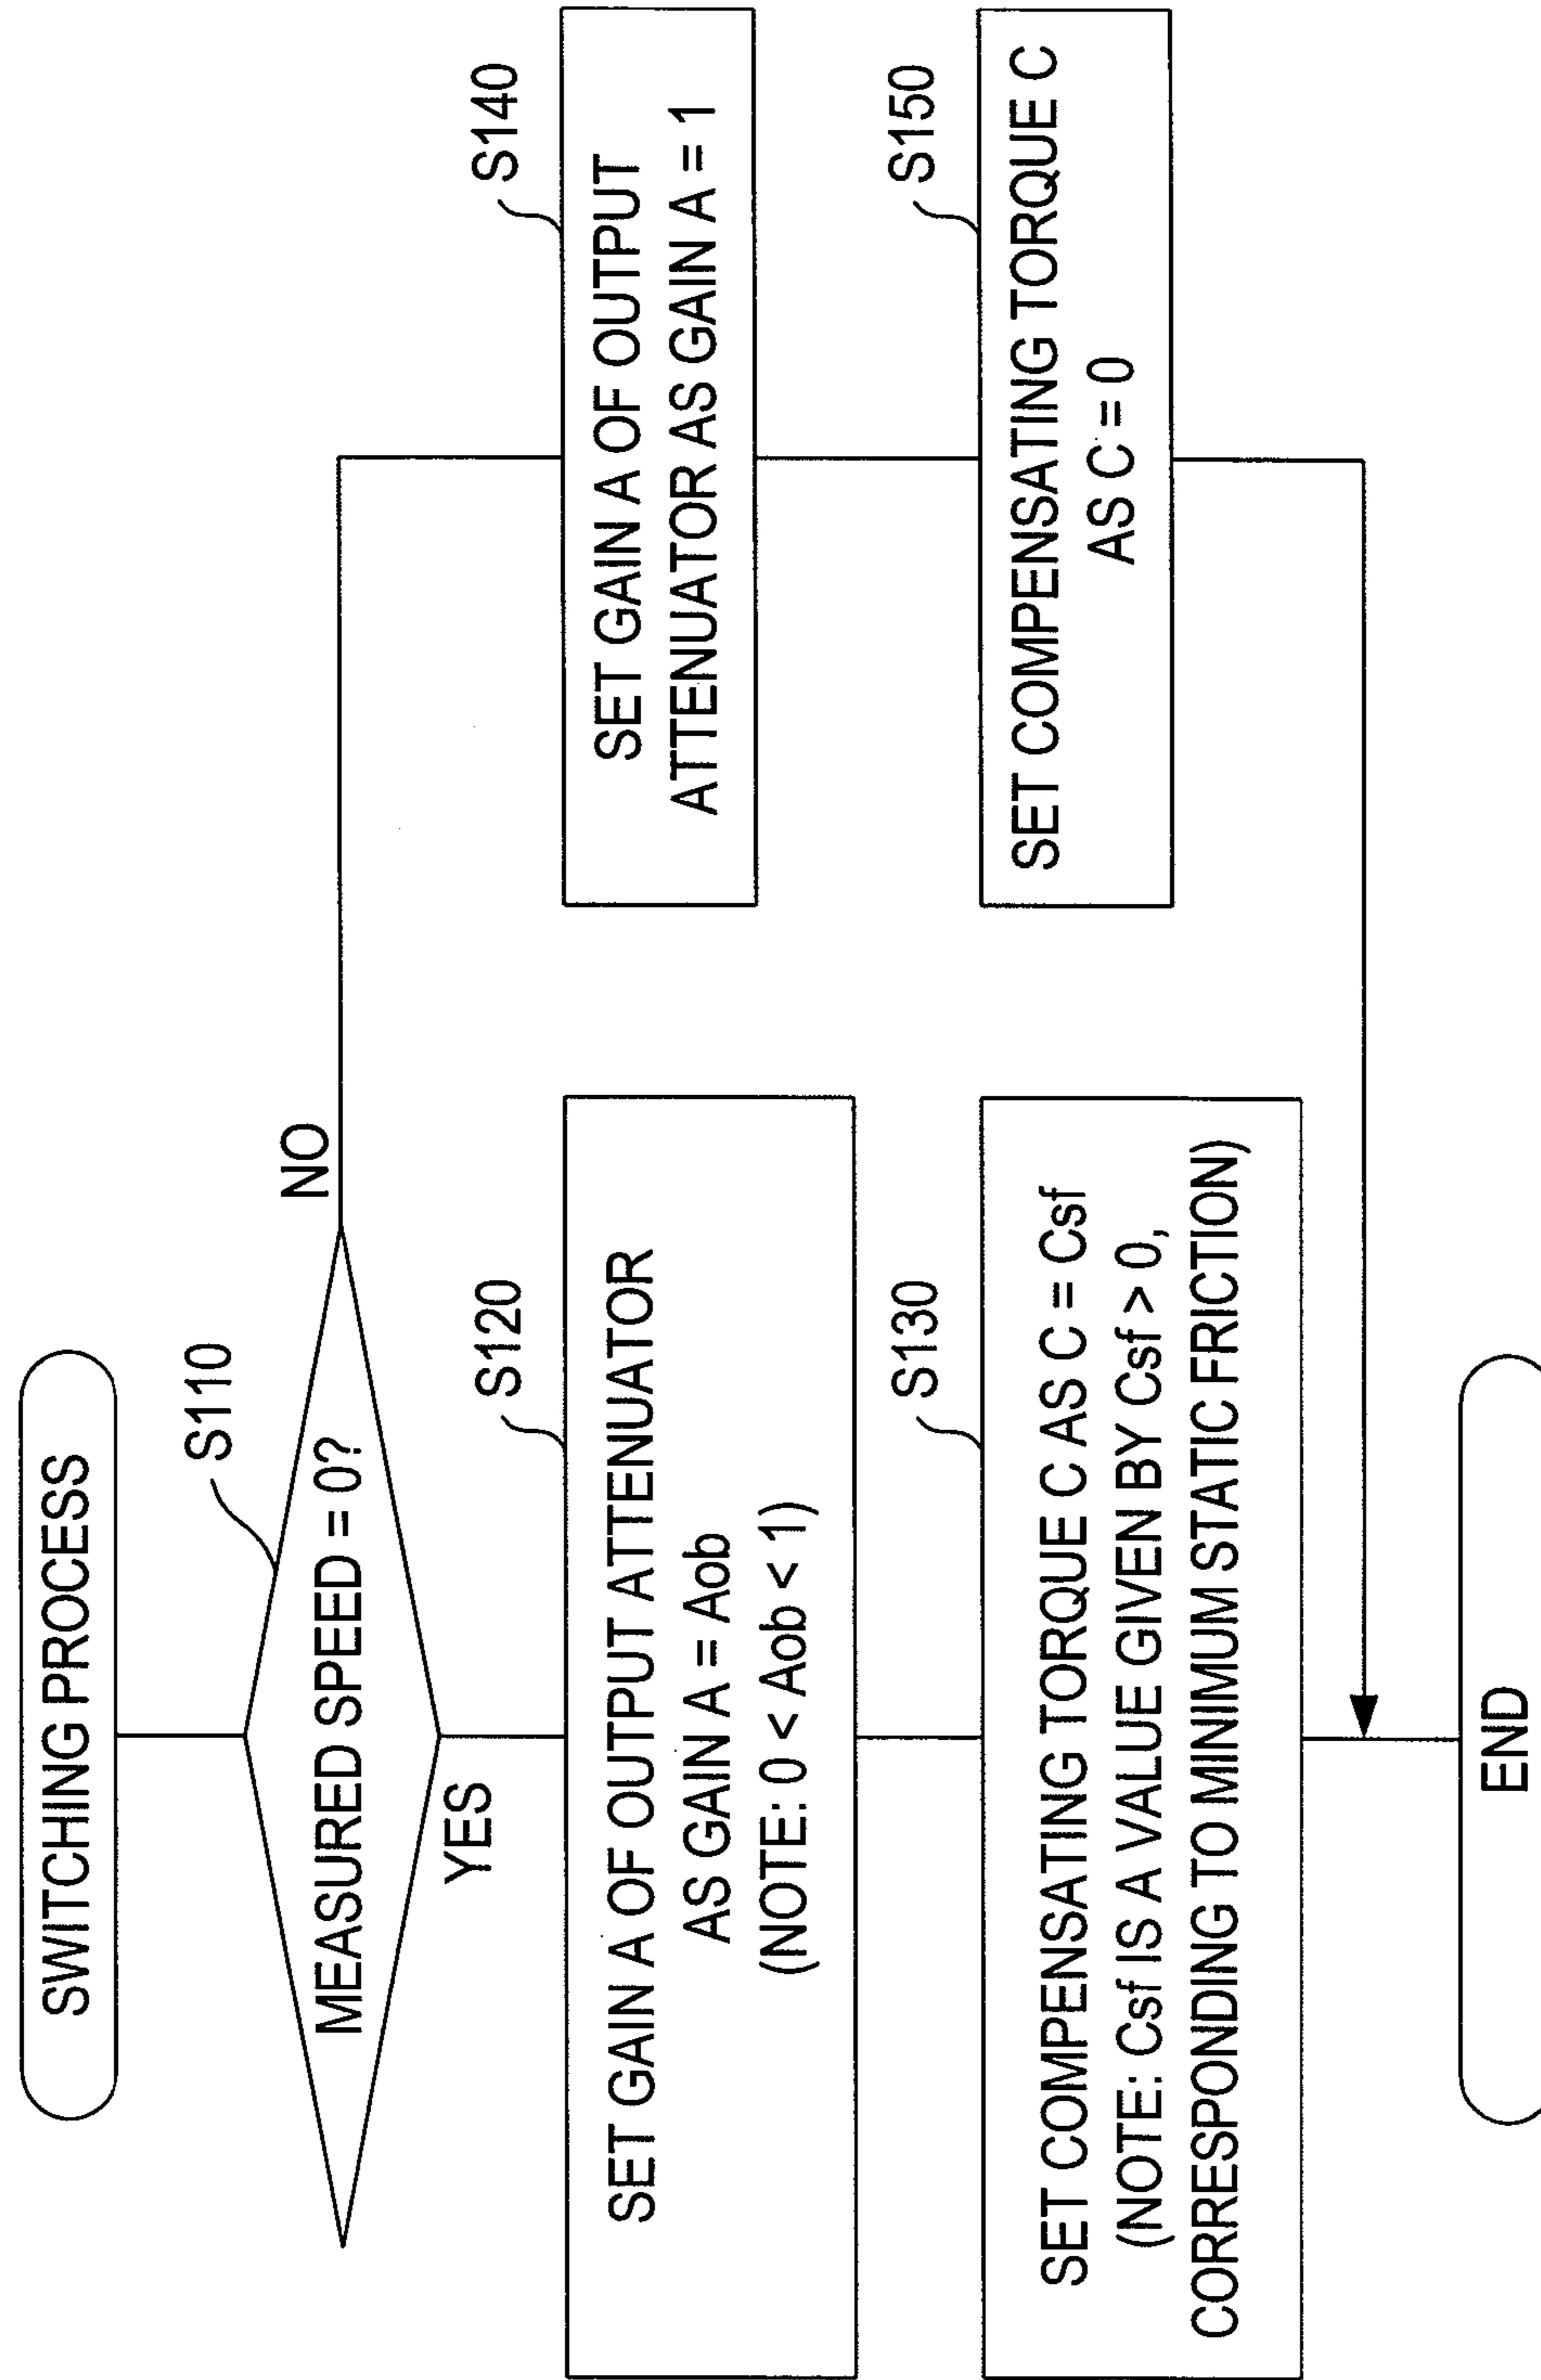 SWITCHING PROCESS
S110
MEASURED SPEED = 0?
NO
YES
S120
SET GAIN A OF OUTPUT ATTENUATOR
AS GAIN A = Aob
(NOTE: 0 < Aob < 1)
S130
SET COMPENSATING TORQUE C AS C = Csf
(NOTE: Csf IS A VALUE GIVEN BY Csf > 0,
CORRESPONDING TO MINIMUM STATIC FRICTION)
S140
SET GAIN A OF OUTPUT
ATTENUATOR AS GAIN A = 1
S150
SET COMPENSATING TORQUE C
AS C = 0
END